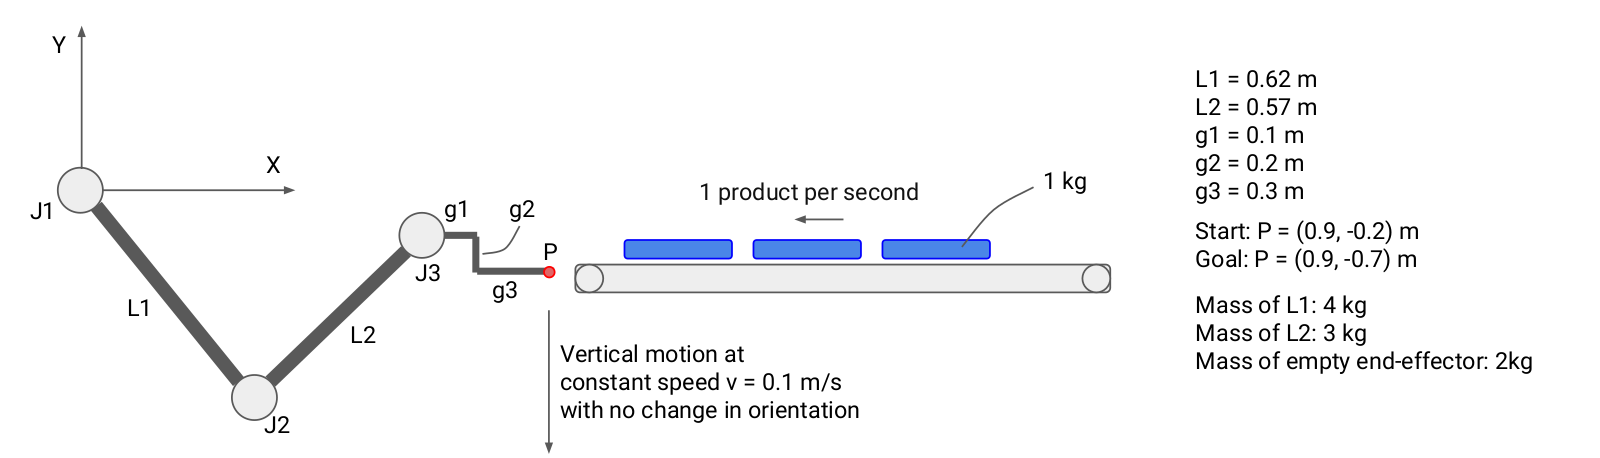 Y
X
J1
L1
J2
L2
g1
g2
J3
g3
P
1 product per second
1 kg
Vertical motion at
constant speed v = 0.1 m/s
with no change in orientation
L1 = 0.62 m
L2 = 0.57 m
g1 = 0.1 m
g2 = 0.2 m
g3 = 0.3 m
Start: P = (0.9, -0.2) m
Goal: P = (0.9, -0.7) m
Mass of L1: 4 kg
Mass of L2: 3 kg
Mass of empty end-effector: 2kg